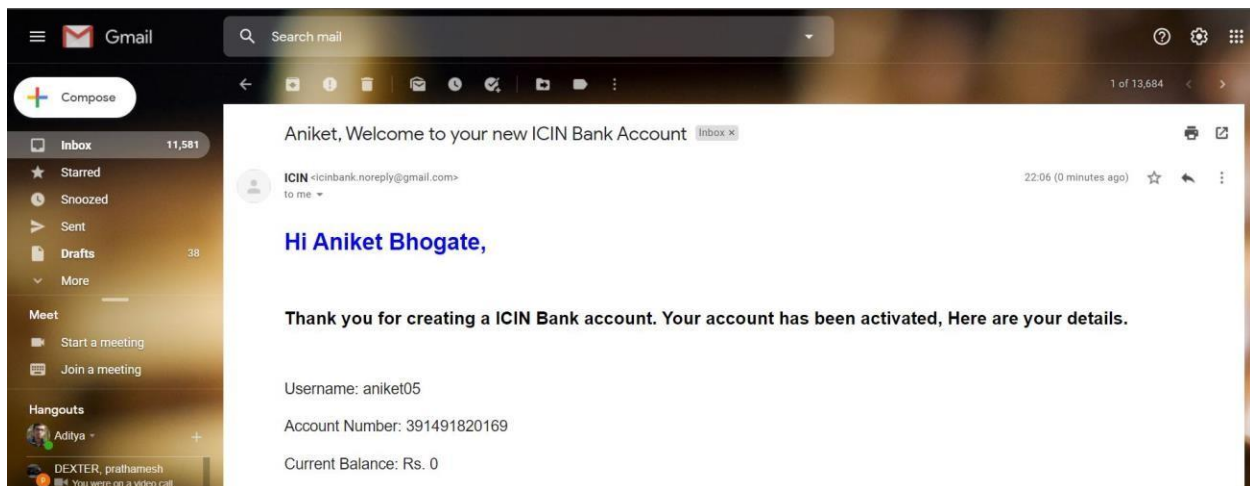 Gmail
Search mail
Compose
1 of 13,684
Inbox 11,581
Starred
Snoozed
Sent
Drafts 38
More
Meet
Start a meeting
Join a meeting
Hangouts
Aditya
DEXTER, prathamesh
You were on a video call
Aniket, Welcome to your new ICIN Bank Account Inbox ×
ICIN <icinbank.noreply@gmail.com> 22:06 (0 minutes ago)
to me
Hi Aniket Bhogate,
Thank you for creating a ICIN Bank account. Your account has been activated, Here are your details.
Username: aniket05
Account Number: 391491820169
Current Balance: Rs. 0